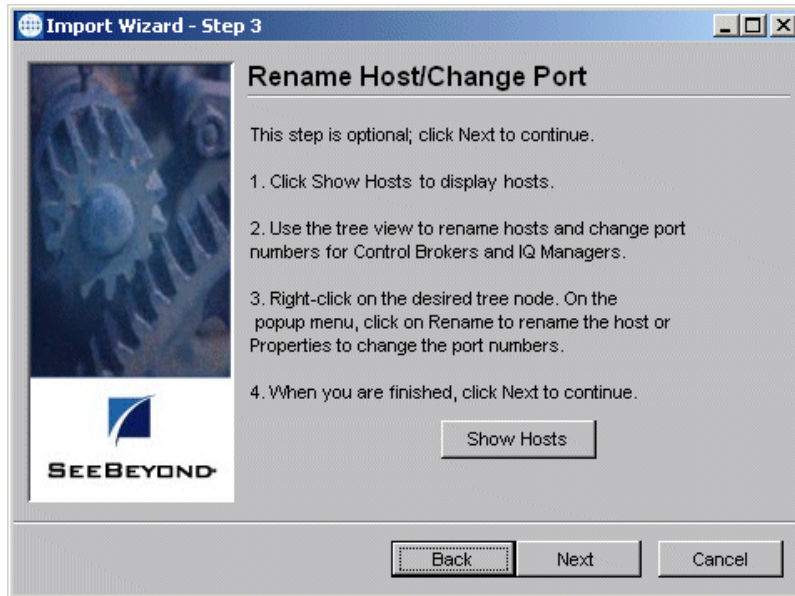 Import Wizard - Step 3
Rename Host/Change Port
This step is optional; click Next to continue.
1. Click Show Hosts to display hosts.
2. Use the tree view to rename hosts and change port
numbers for Control Brokers and IQ Managers.
3. Right-click on the desired tree node. On the
popup menu, click on Rename to rename the host or
Properties to change the port numbers.
4. When you are finished, click Next to continue.
Show Hosts
SEEBEYOND
Back Next Cancel